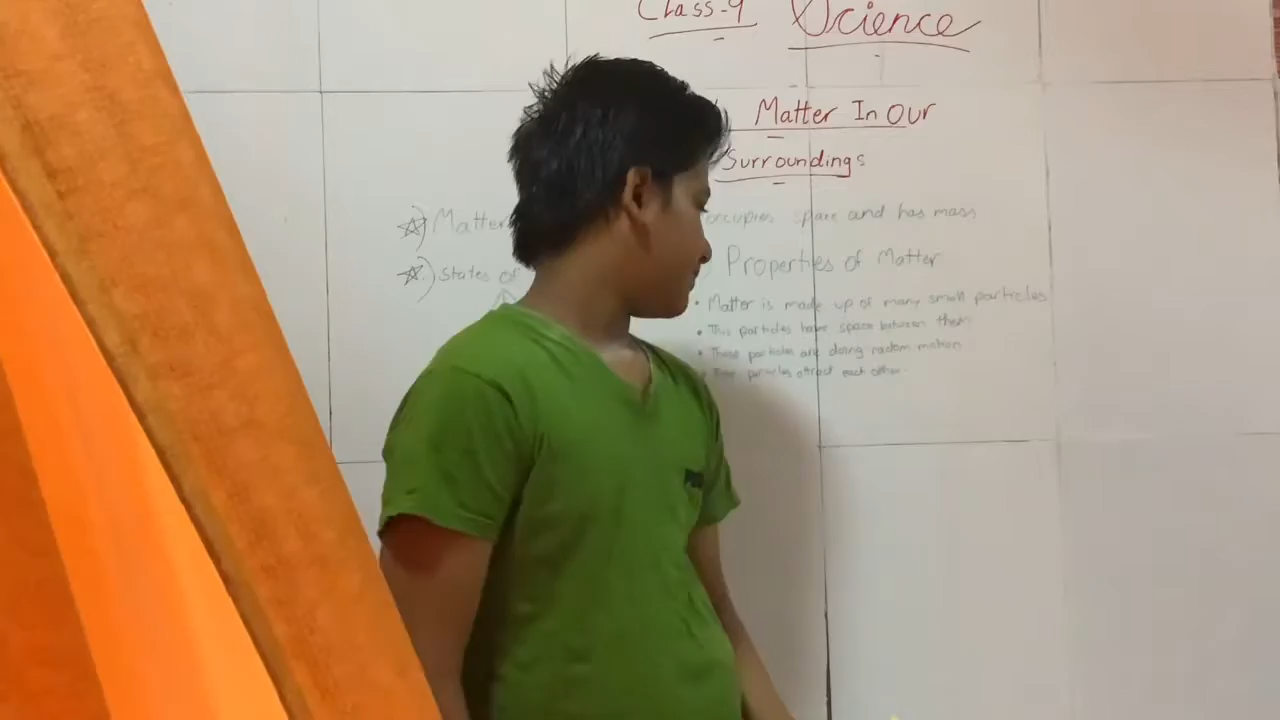 Class-9 Science
Matter In Our
Surroundings
Matter occupies space and has mass
States of
Properties of Matter
• Matter is made up of many small particles
• This particles have space between them
• These particles are doing random motion
particles attract each other.